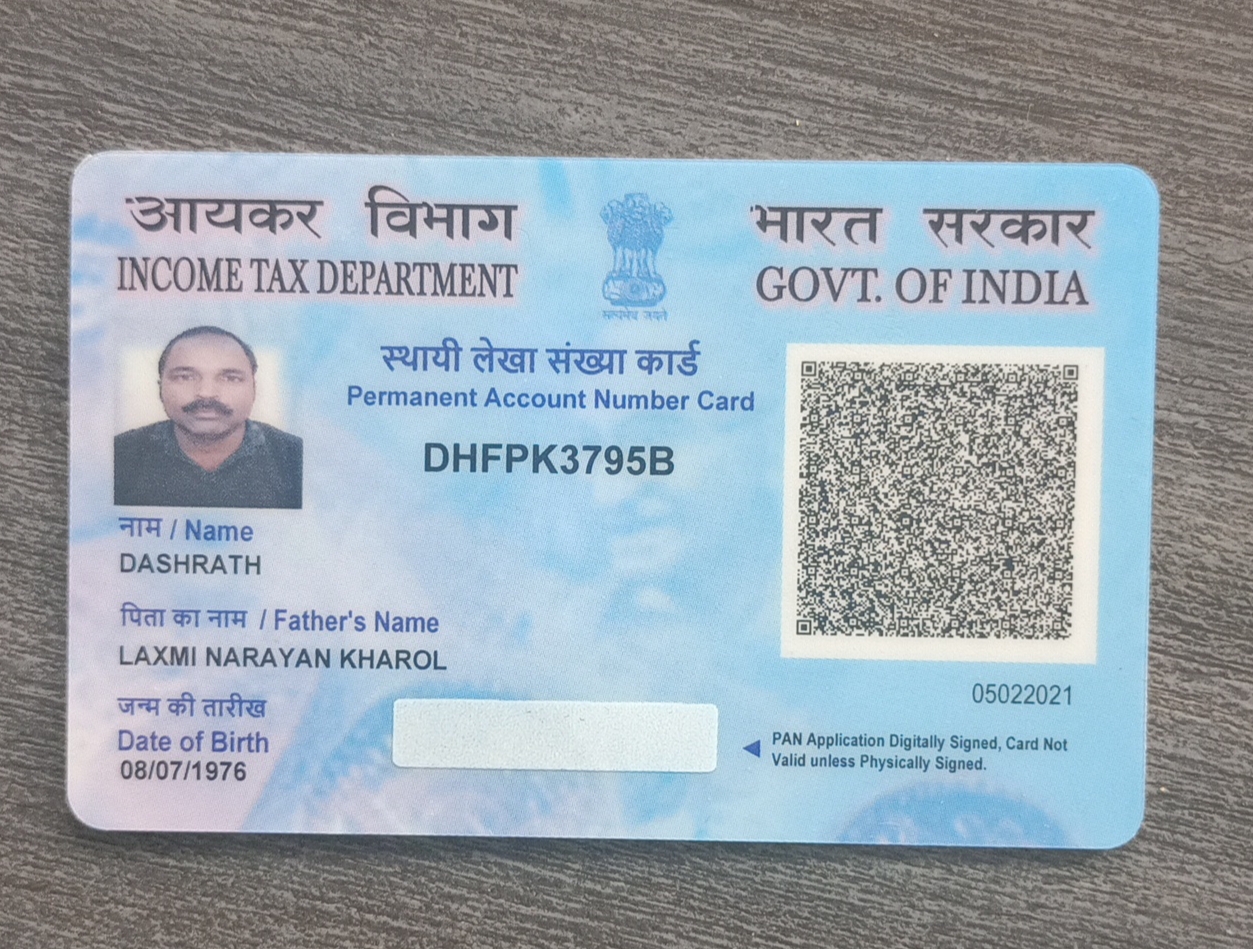 आयकर विभाग
INCOME TAX DEPARTMENT
भारत सरकार
GOVT. OF INDIA
सत्यमेव जयते
स्थायी लेखा संख्या कार्ड
Permanent Account Number Card
DHFPK3795B
नाम / Name
DASHRATH
पिता का नाम / Father's Name
LAXMI NARAYAN KHAROL
जन्म की तारीख
Date of Birth
08/07/1976
05022021
PAN Application Digitally Signed, Card Not
Valid unless Physically Signed.